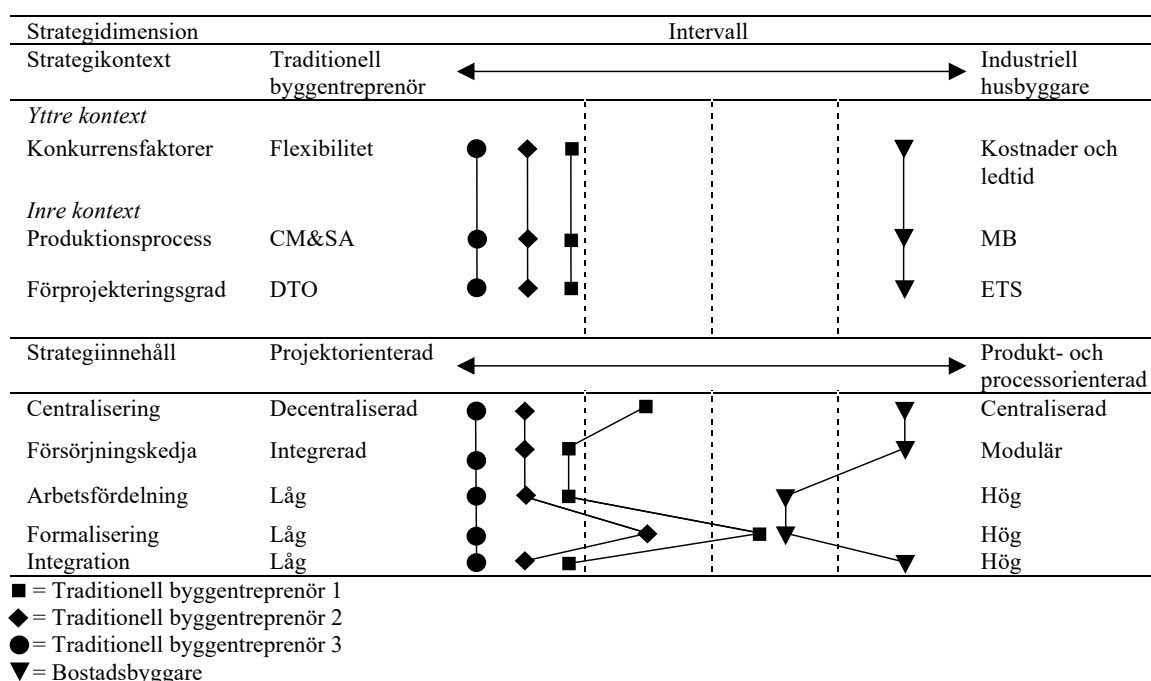 Strategidimension Intervall
Strategikontext Traditionell Industriell
byggentreprenör husbyggare
Yttre kontext
Konkurrensfaktorer Flexibilitet Kostnader och
ledtid
Inre kontext
Produktionsprocess CM&SA MB
Förprojekteringsgrad DTO ETS
Strategiinnehåll Projektorienterad Produkt- och
processorienterad
Centralisering Decentraliserad Centraliserad
Försörjningskedja Integrerad Modulär
Arbetsfördelning Låg Hög
Formalisering Låg Hög
Integration Låg Hög
■ = Traditionell byggentreprenör 1
◆ = Traditionell byggentreprenör 2
● = Traditionell byggentreprenör 3
▼ = Bostadsbyggare